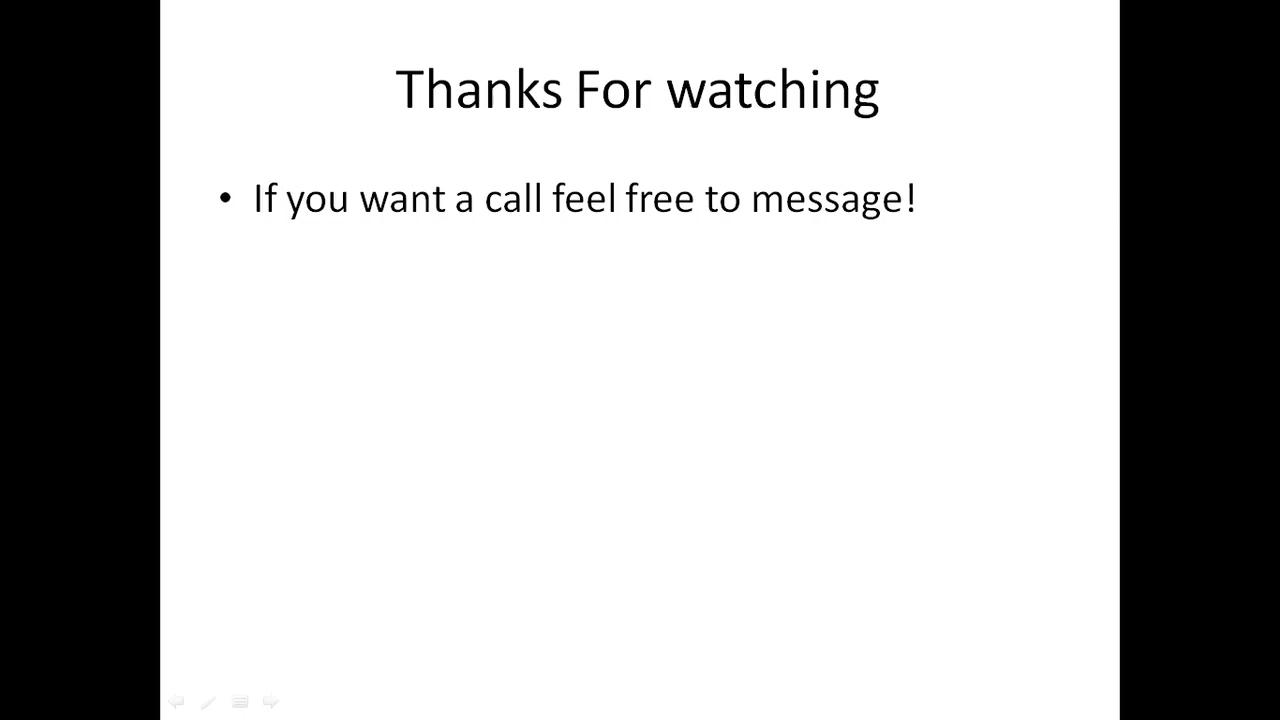 Thanks For watching
• If you want a call feel free to message!